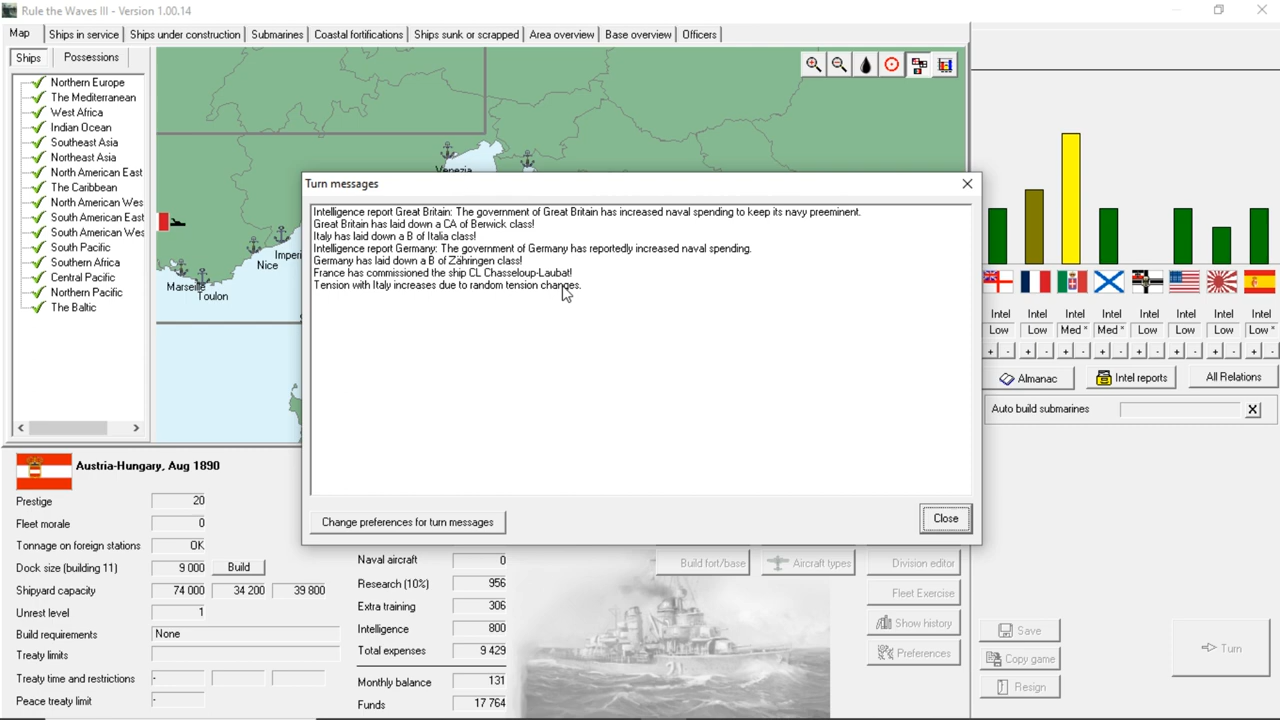 Rule the Waves III - Version 1.00.14
Map Ships in service Ships under construction Submarines Coastal fortifications Ships sunk or scrapped Area overview Base overview Officers
Ships Possessions
Northern Europe
The Mediterranean
West Africa
Indian Ocean
Southeast Asia
Northeast Asia
North American East
The Caribbean
North American Wes
South American East
South American Wes
South Pacific
Southern Africa
Central Pacific
Northern Pacific
The Baltic
Venezia
Nice
Imperi
Marseille
Toulon
Turn messages
Intelligence report Great Britain: The government of Great Britain has increased naval spending to keep its navy preeminent.
Great Britain has laid down a CA of Berwick class!
Italy has laid down a B of Italia class!
Intelligence report Germany: The government of Germany has reportedly increased naval spending.
Germany has laid down a B of Zähringen class!
France has commissioned the ship CL Chasseloup-Laubat!
Tension with Italy increases due to random tension changes.
Change preferences for turn messages
Close
Intel Intel Intel Intel Intel Intel Intel Intel
Low Low Med * Med * Low Low Low Low *
+ - + - + - + - + - + - + - + -
Almanac Intel reports All Relations
Auto build submarines X
Austria-Hungary, Aug 1890
Prestige 20
Fleet morale 0
Tonnage on foreign stations OK
Dock size (building 11) 9 000 Build
Shipyard capacity 74 000 34 200 39 800
Unrest level 1
Build requirements None
Treaty limits
Treaty time and restrictions -
Peace treaty limit -
Naval aircraft 0
Research (10%) 956
Extra training 306
Intelligence 800
Total expenses 9 429
Monthly balance 131
Funds 17 764
Build fort/base Aircraft types Division editor
Fleet Exercise
Show history
Preferences
Save
Copy game
Resign
Turn